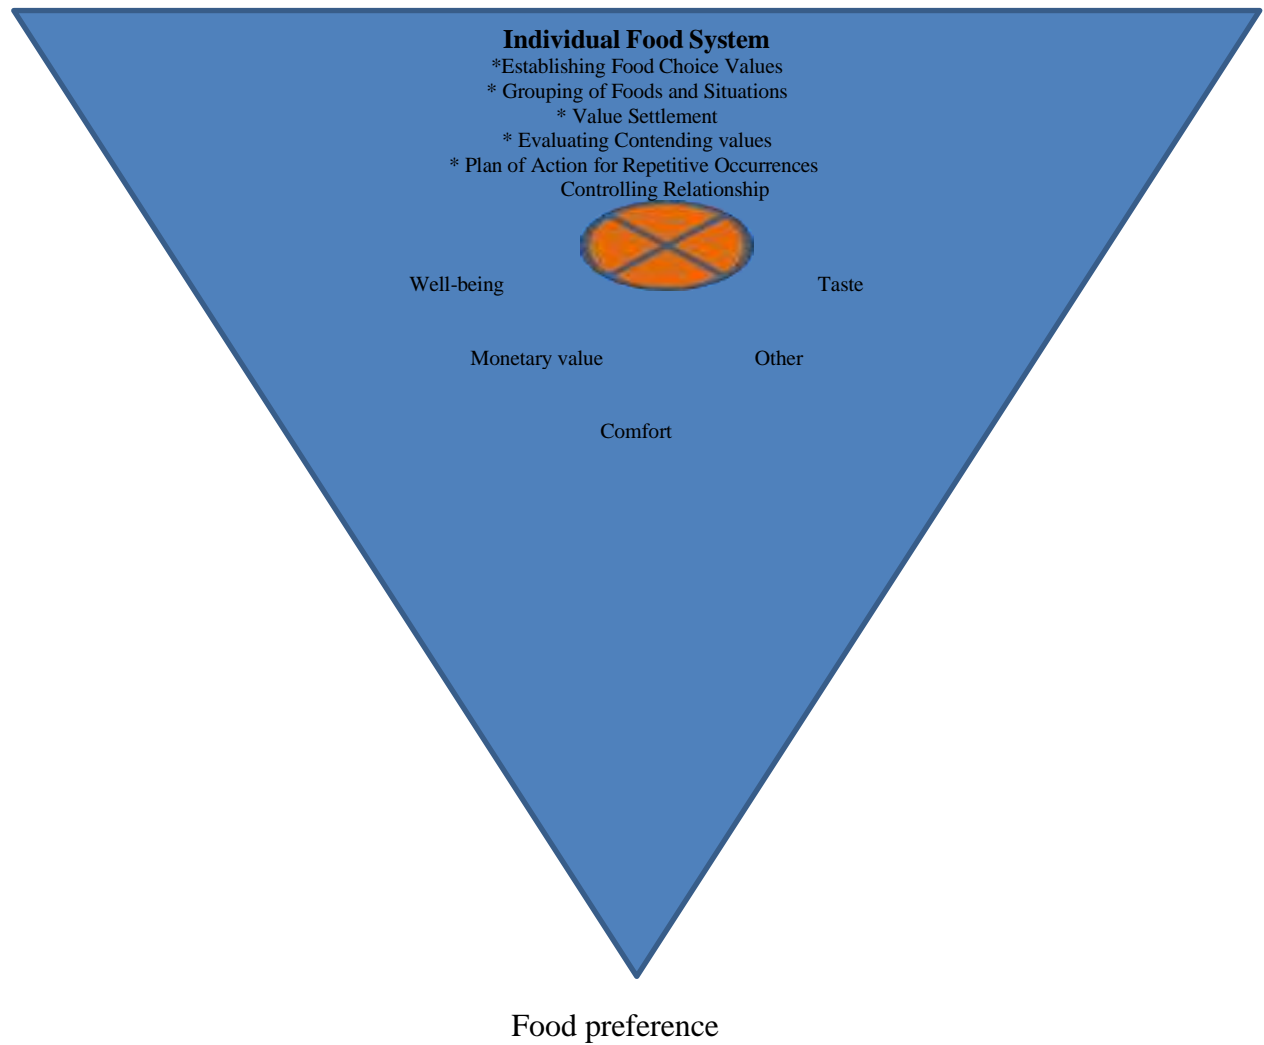 Individual Food System
*Establishing Food Choice Values
* Grouping of Foods and Situations
* Value Settlement
* Evaluating Contending values
* Plan of Action for Repetitive Occurrences
Controlling Relationship
Well-being Taste
Monetary value Other
Comfort
Food preference